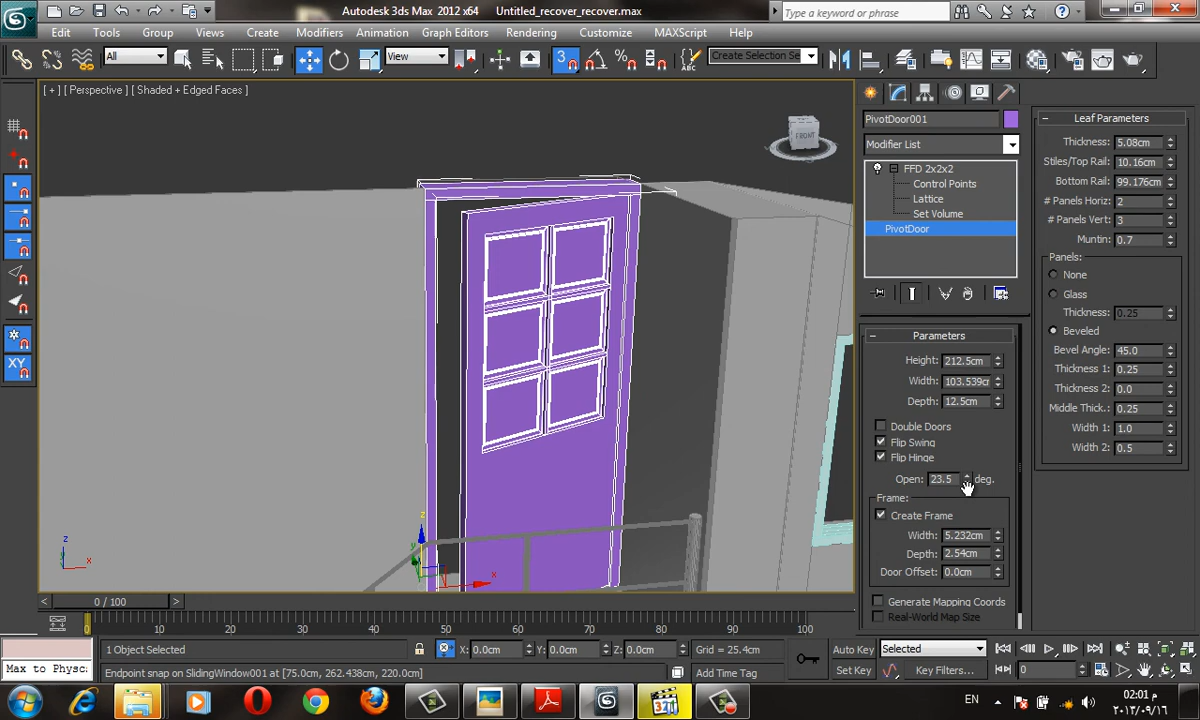 Autodesk 3ds Max 2012 x64 Untitled_recover_recover.max
Type a keyword or phrase
Edit Tools Group Views Create Modifiers Animation Graph Editors Rendering Customize MAXScript Help
All View 3 % Create Selection Se
[ + ] [ Perspective ] [ Shaded + Edged Faces ]
FRONT
PivotDoor001
Modifier List
FFD 2x2x2
Control Points
Lattice
Set Volume
PivotDoor
Parameters
Height: 212.5cm
Width: 103.539cm
Depth: 12.5cm
Double Doors
Flip Swing
Flip Hinge
Open: 23.5 deg.
Frame:
Create Frame
Width: 5.232cm
Depth: 2.54cm
Door Offset: 0.0cm
Generate Mapping Coords
Real-World Map Size
Leaf Parameters
Thickness: 5.08cm
Stiles/Top Rail: 10.16cm
Bottom Rail: 99.176cm
# Panels Horiz: 2
# Panels Vert: 3
Muntin: 0.7
Panels:
None
Glass
Thickness: 0.25
Beveled
Bevel Angle: 45.0
Thickness 1: 0.25
Thickness 2: 0.0
Middle Thick.: 0.25
Width 1: 1.0
Width 2: 0.5
XY
z
x
z
y
x
< 0 / 100 >
0 10 20 30 40 50 60 70 80 90 100
1 Object Selected X: 0.0cm Y: 0.0cm Z: 0.0cm Grid = 25.4cm Auto Key Selected
Max to Physc Endpoint snap on SlidingWindow001 at [75.0cm, 262.438cm, 220.0cm] Add Time Tag Set Key Key Filters... 0
EN
02:01 م
٢٠١٣/٠٩/١٦